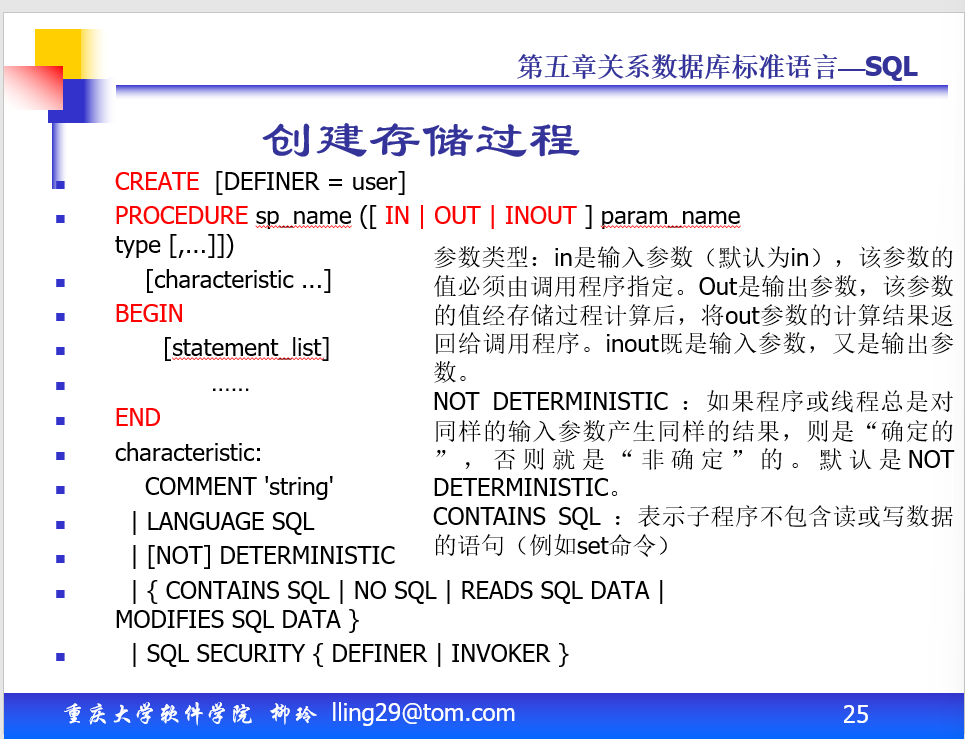 第五章关系数据库标准语言—SQL
创建存储过程
CREATE [DEFINER = user]
PROCEDURE sp_name ([ IN | OUT | INOUT ] param_name
type [,...]])
[characteristic ...]
BEGIN
[statement_list]
……
END
characteristic:
COMMENT 'string'
| LANGUAGE SQL
| [NOT] DETERMINISTIC
| { CONTAINS SQL | NO SQL | READS SQL DATA |
MODIFIES SQL DATA }
| SQL SECURITY { DEFINER | INVOKER }
参数类型：in是输入参数（默认为in），该参数的
值必须由调用程序指定。Out是输出参数，该参数
的值经存储过程计算后，将out参数的计算结果返
回给调用程序。inout既是输入参数，又是输出参
数。
NOT DETERMINISTIC ：如果程序或线程总是对
同样的输入参数产生同样的结果，则是“确定的
”，否则就是“非确定”的。默认是NOT
DETERMINISTIC。
CONTAINS SQL ：表示子程序不包含读或写数据
的语句（例如set命令）
重庆大学软件学院 柳玲 lling29@tom.com
25